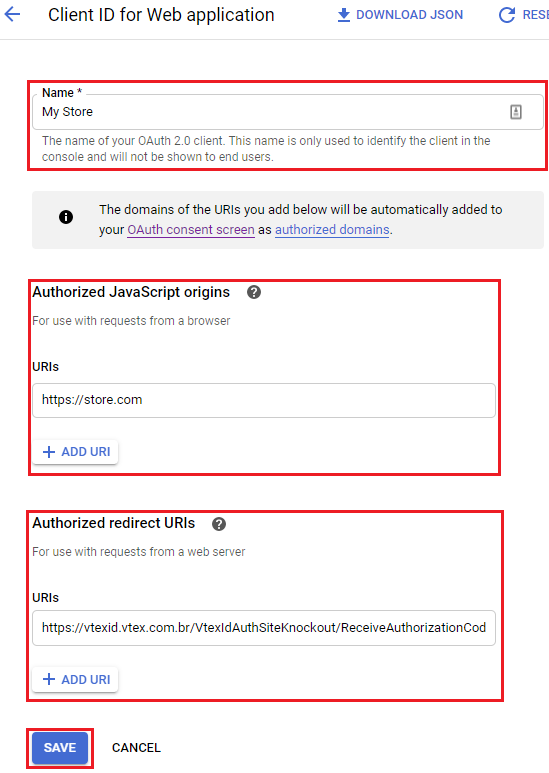 Client ID for Web application
DOWNLOAD JSON
RESE
Name *
My Store
The name of your OAuth 2.0 client. This name is only used to identify the client in the
console and will not be shown to end users.
The domains of the URIs you add below will be automatically added to
your OAuth consent screen as authorized domains.
Authorized JavaScript origins
For use with requests from a browser
URIs
https://store.com
ADD URI
Authorized redirect URIs
For use with requests from a web server
URIs
https://vtexid.vtex.com.br/VtexIdAuthSiteKnockout/ReceiveAuthorizationCod
ADD URI
SAVE
CANCEL